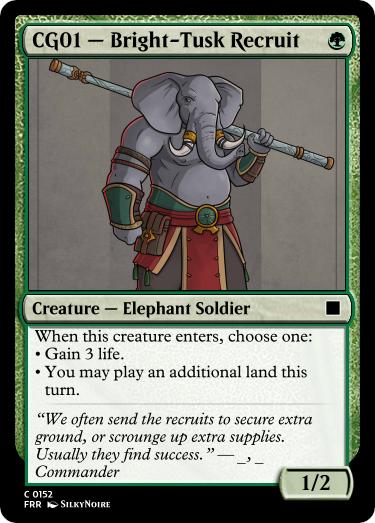 CG01 — Bright-Tusk Recruit
Creature — Elephant Soldier
When this creature enters, choose one:
• Gain 3 life.
• You may play an additional land this
turn.
“We often send the recruits to secure extra
ground, or scrounge up extra supplies.
Usually they find success.” — _, _
Commander
1/2
C 0152
FRR SilkyNoire